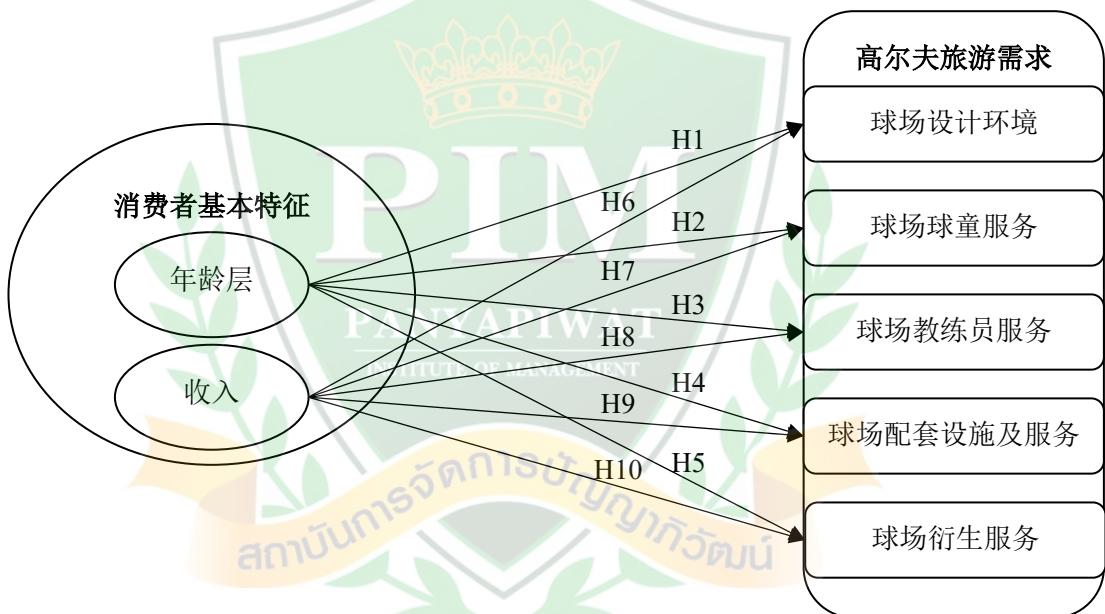 高尔夫旅游需求
球场设计环境
H1
PIM
消费者基本特征
H6
H2
球场球童服务
年龄层
H7
H3
PANYAPIWAT
球场教练员服务
H8
INSTITUTE OF MANAGEMENT
收入
H4
H9
球场配套设施及服务
H5
H10
球场衍生服务
สถาบันการจัดการปัญญาภิวัฒน์